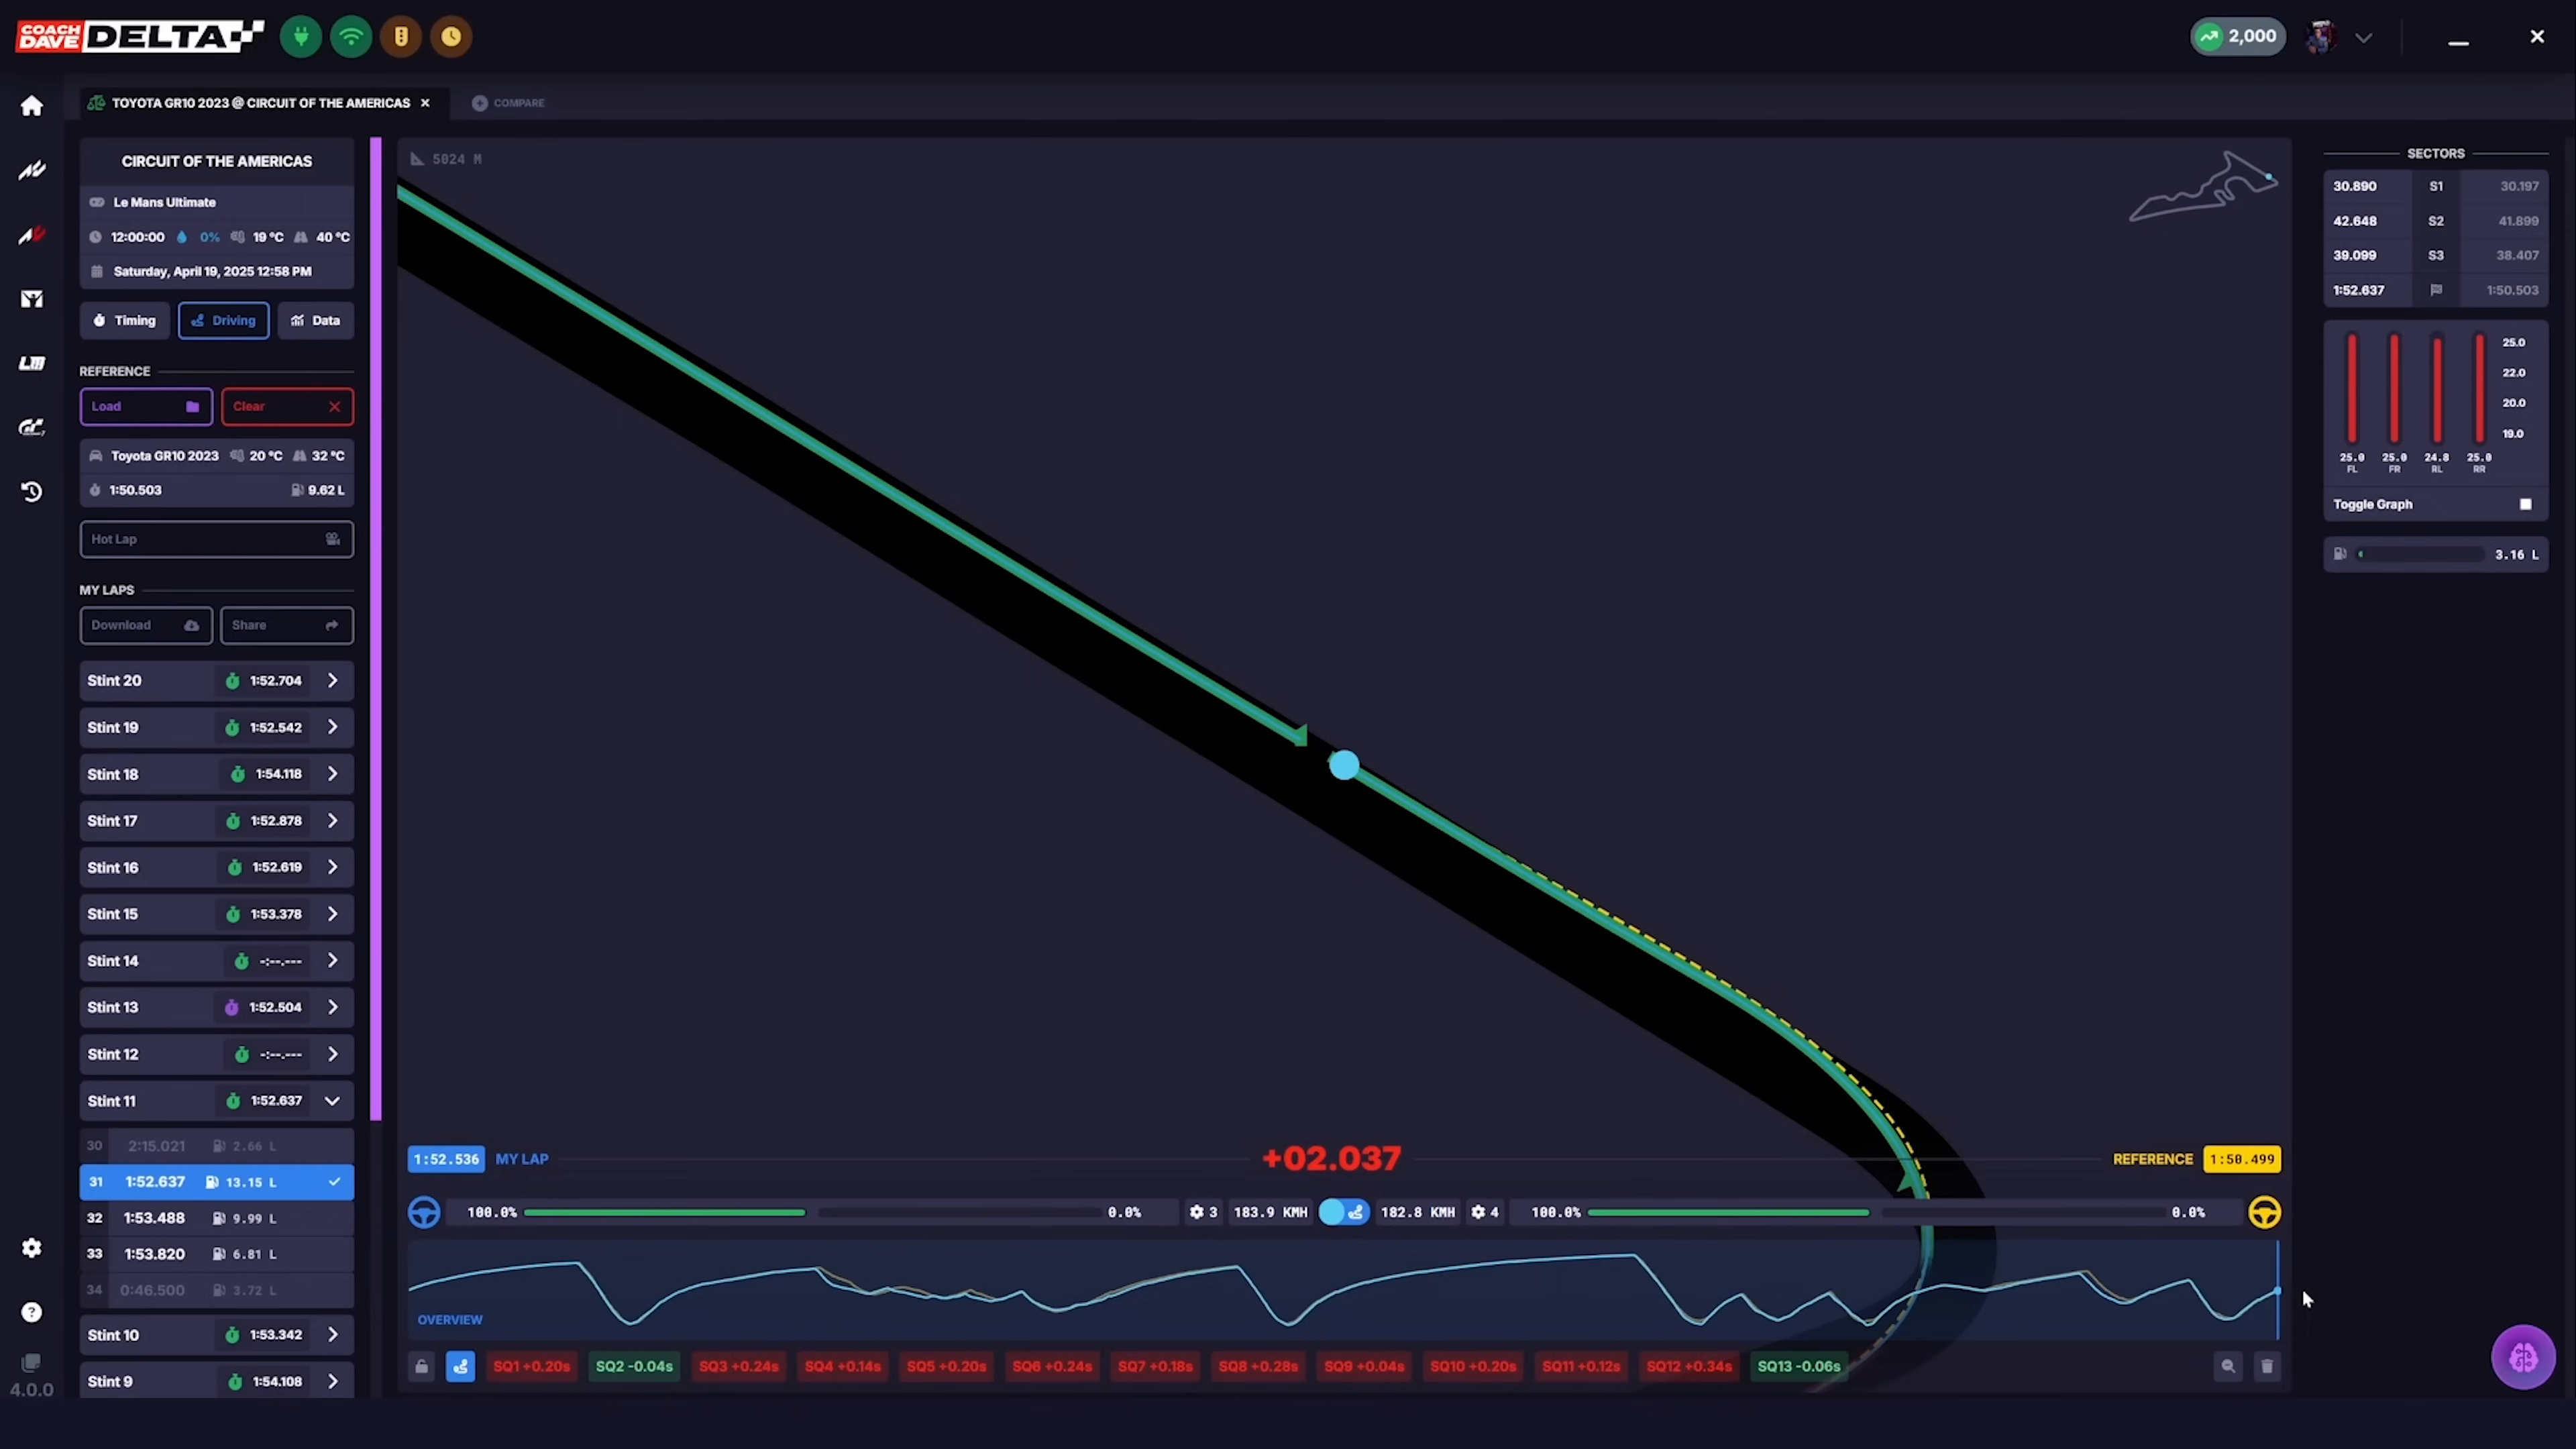 COACH DAVE DELTA
2,000
TOYOTA GR10 2023 @ CIRCUIT OF THE AMERICAS
COMPARE
CIRCUIT OF THE AMERICAS
Le Mans Ultimate
12:00:00 0% 19 °C 40 °C
Saturday, April 19, 2025 12:58 PM
Timing Driving Data
REFERENCE
Load Clear
Toyota GR10 2023 20 °C 32 °C
1:50.503 9.62 L
Hot Lap
MY LAPS
Download Share
Stint 20 1:52.704
Stint 19 1:52.542
Stint 18 1:54.118
Stint 17 1:52.878
Stint 16 1:52.619
Stint 15 1:53.378
Stint 14 -:--.---
Stint 13 1:52.504
Stint 12 -:--.---
Stint 11 1:52.637
30 2:15.021 2.66 L
31 1:52.637 13.15 L
32 1:53.488 9.99 L
33 1:53.820 6.81 L
34 0:46.500 3.72 L
Stint 10 1:53.342
Stint 9 1:54.108
LM
GT
4.0.0
5024 M
1:52.536 MY LAP
+02.037
REFERENCE 1:50.499
100.0% 0.0% 3 183.9 KMH 182.8 KMH 4 100.0% 0.0%
OVERVIEW
SQ1 +0.20s SQ2 -0.04s SQ3 +0.24s SQ4 +0.14s SQ5 +0.20s SQ6 +0.24s SQ7 +0.18s SQ8 +0.28s SQ9 +0.04s SQ10 +0.20s SQ11 +0.12s SQ12 +0.34s SQ13 -0.06s
SECTORS
30.890 S1 30.197
42.648 S2 41.899
39.099 S3 38.407
1:52.637 1:50.503
25.0
22.0
20.0
19.0
25.0 25.0 24.8 25.0
FL FR RL RR
Toggle Graph
3.16 L